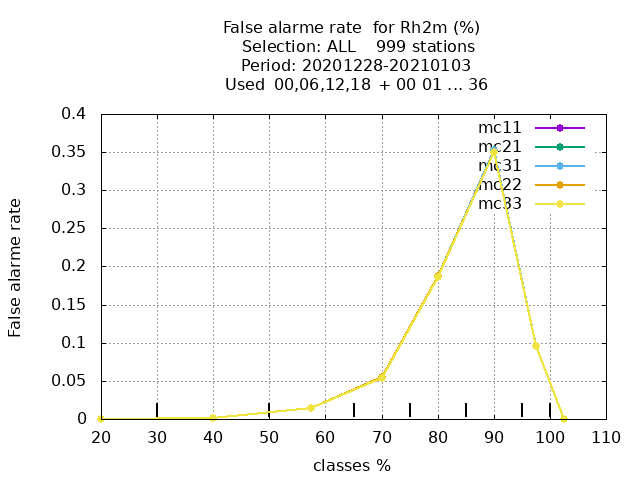 False alarme rate  for Rh2m (%)
Selection: ALL    999 stations
Period: 20201228-20210103
Used  00,06,12,18 + 00 01 ... 36
0.4
0.35
0.3
0.25
0.2
0.15
0.1
0.05
0
False alarme rate
mc11
mc21
mc31
mc22
mc33
20 30 40 50 60 70 80 90 100 110
classes %